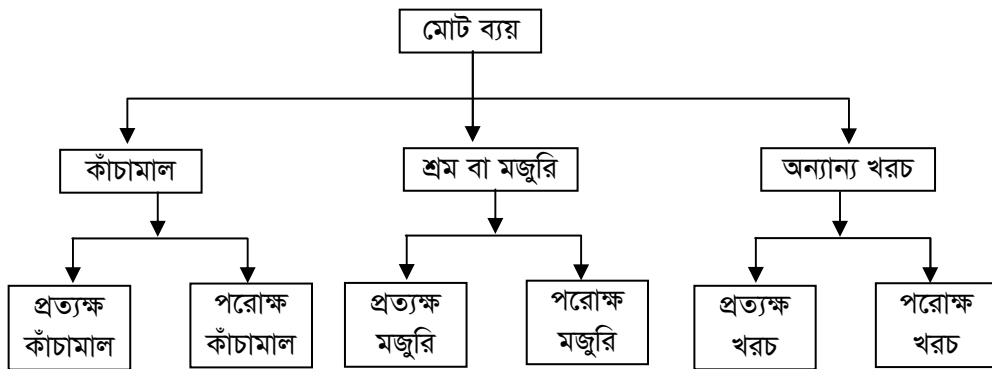 মোট ব্যয়
কাঁচামাল
শ্রম বা মজুরি
অন্যান্য খরচ
প্রত্যক্ষ
কাঁচামাল
পরোক্ষ
কাঁচামাল
প্রত্যক্ষ
মজুরি
পরোক্ষ
মজুরি
প্রত্যক্ষ
খরচ
পরোক্ষ
খরচ